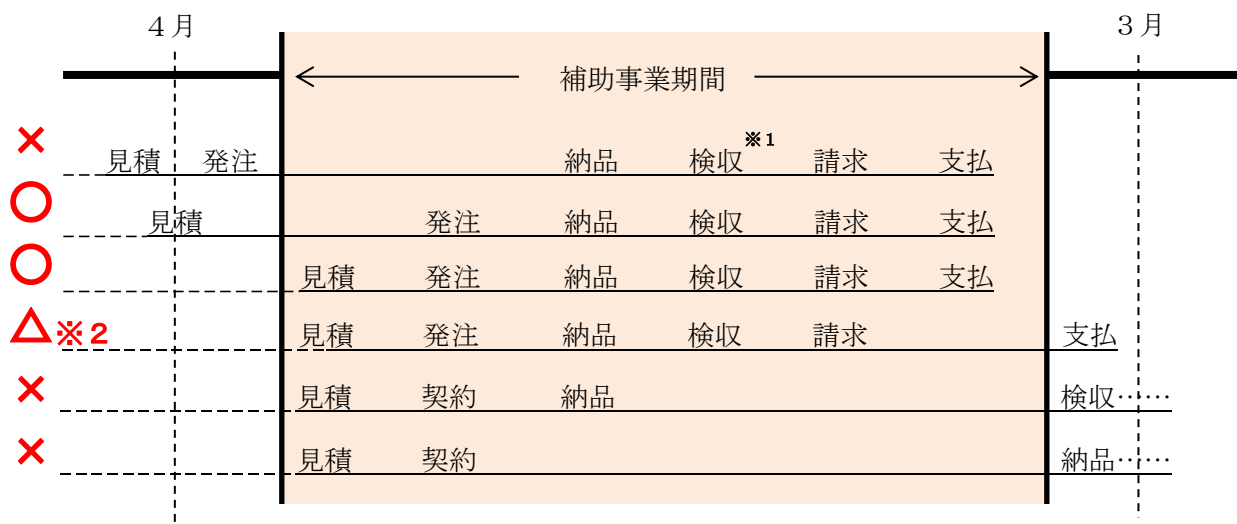 ４月 ３月
補助事業期間
× 見積 発注 納品 検収※1 請求 支払
○ 見積 発注 納品 検収 請求 支払
○ 見積 発注 納品 検収 請求 支払
△※２ 見積 発注 納品 検収 請求 支払
× 見積 契約 納品 検収……
× 見積 契約 納品……